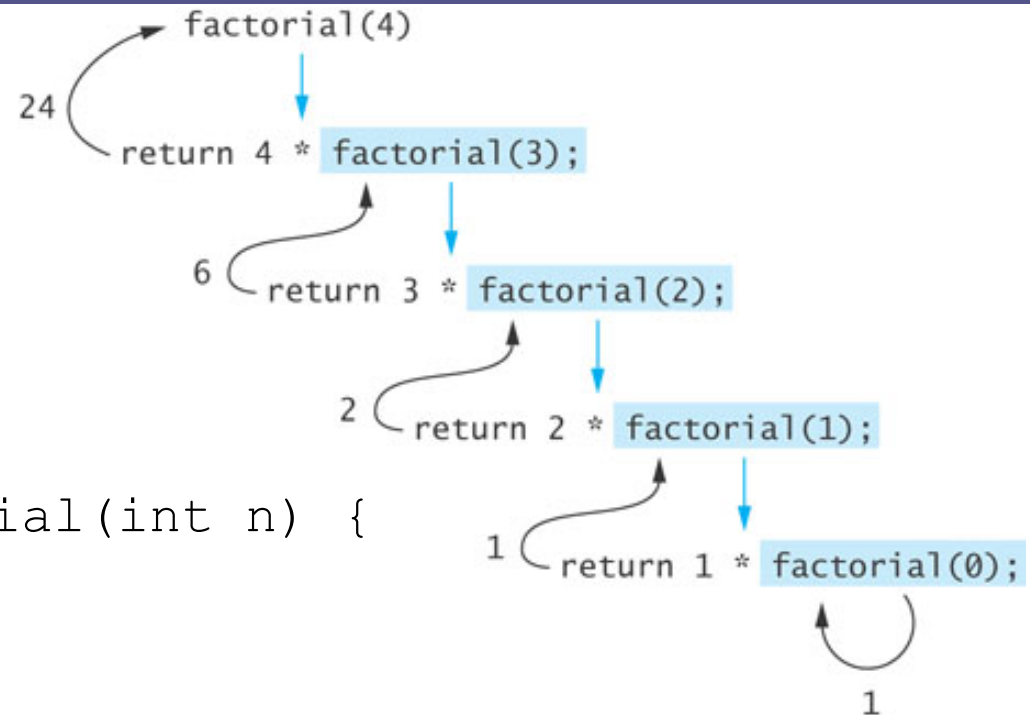 factorial(4)
24
return 4 * factorial(3);
6
return 3 * factorial(2);
2
return 2 * factorial(1);
ial(int n) {
1
return 1 * factorial(0);
1